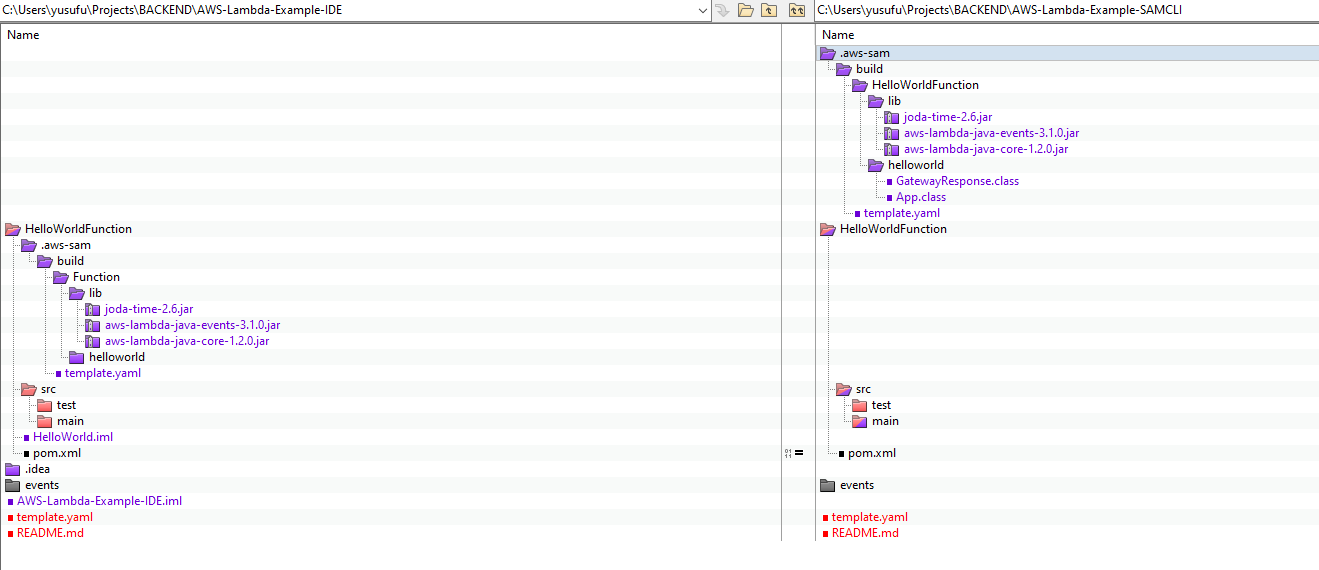 C:\Users\yusufu\Projects\BACKEND\AWS-Lambda-Example-IDE
Name
HelloWorldFunction
.aws-sam
build
Function
lib
joda-time-2.6.jar
aws-lambda-java-events-3.1.0.jar
aws-lambda-java-core-1.2.0.jar
helloworld
template.yaml
src
test
main
HelloWorld.iml
pom.xml
.idea
events
AWS-Lambda-Example-IDE.iml
template.yaml
README.md
=
C:\Users\yusufu\Projects\BACKEND\AWS-Lambda-Example-SAMCLI
Name
.aws-sam
build
HelloWorldFunction
lib
joda-time-2.6.jar
aws-lambda-java-events-3.1.0.jar
aws-lambda-java-core-1.2.0.jar
helloworld
GatewayResponse.class
App.class
template.yaml
HelloWorldFunction
src
test
main
pom.xml
events
template.yaml
README.md